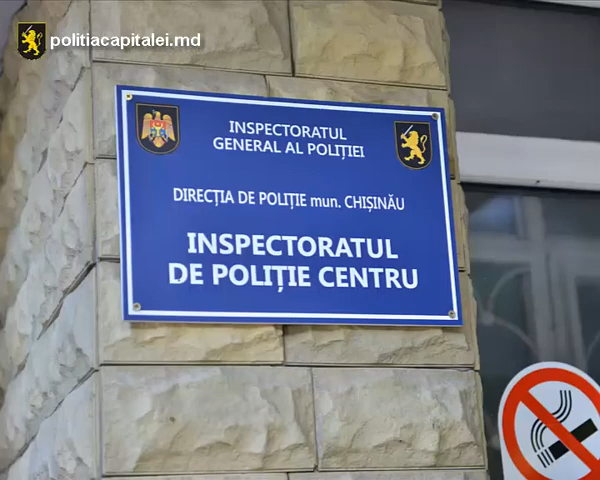 politiacapitalei.md
INSPECTORATUL
GENERAL AL POLIȚIEI
DIRECȚIA DE POLIȚIE mun. CHIȘINĂU
INSPECTORATUL
DE POLIȚIE CENTRU